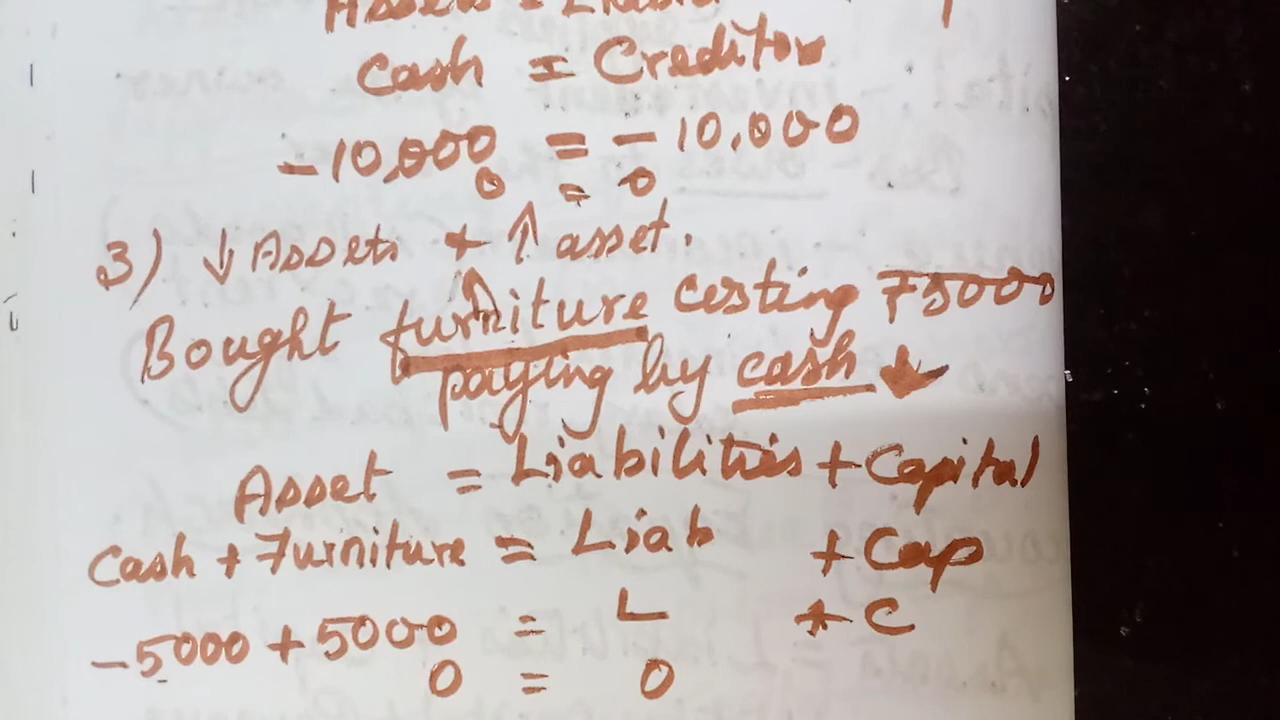 Cash = Creditor
-10,000 = - 10,000
0 = 0
3) ↓ Assets + ↑ asset.
Bought furniture costing ₹5000
paying by cash ↓
Asset = Liabilities + Capital
Cash + Furniture = Liab + Cap
-5000 + 5000 = L + C
0 = 0